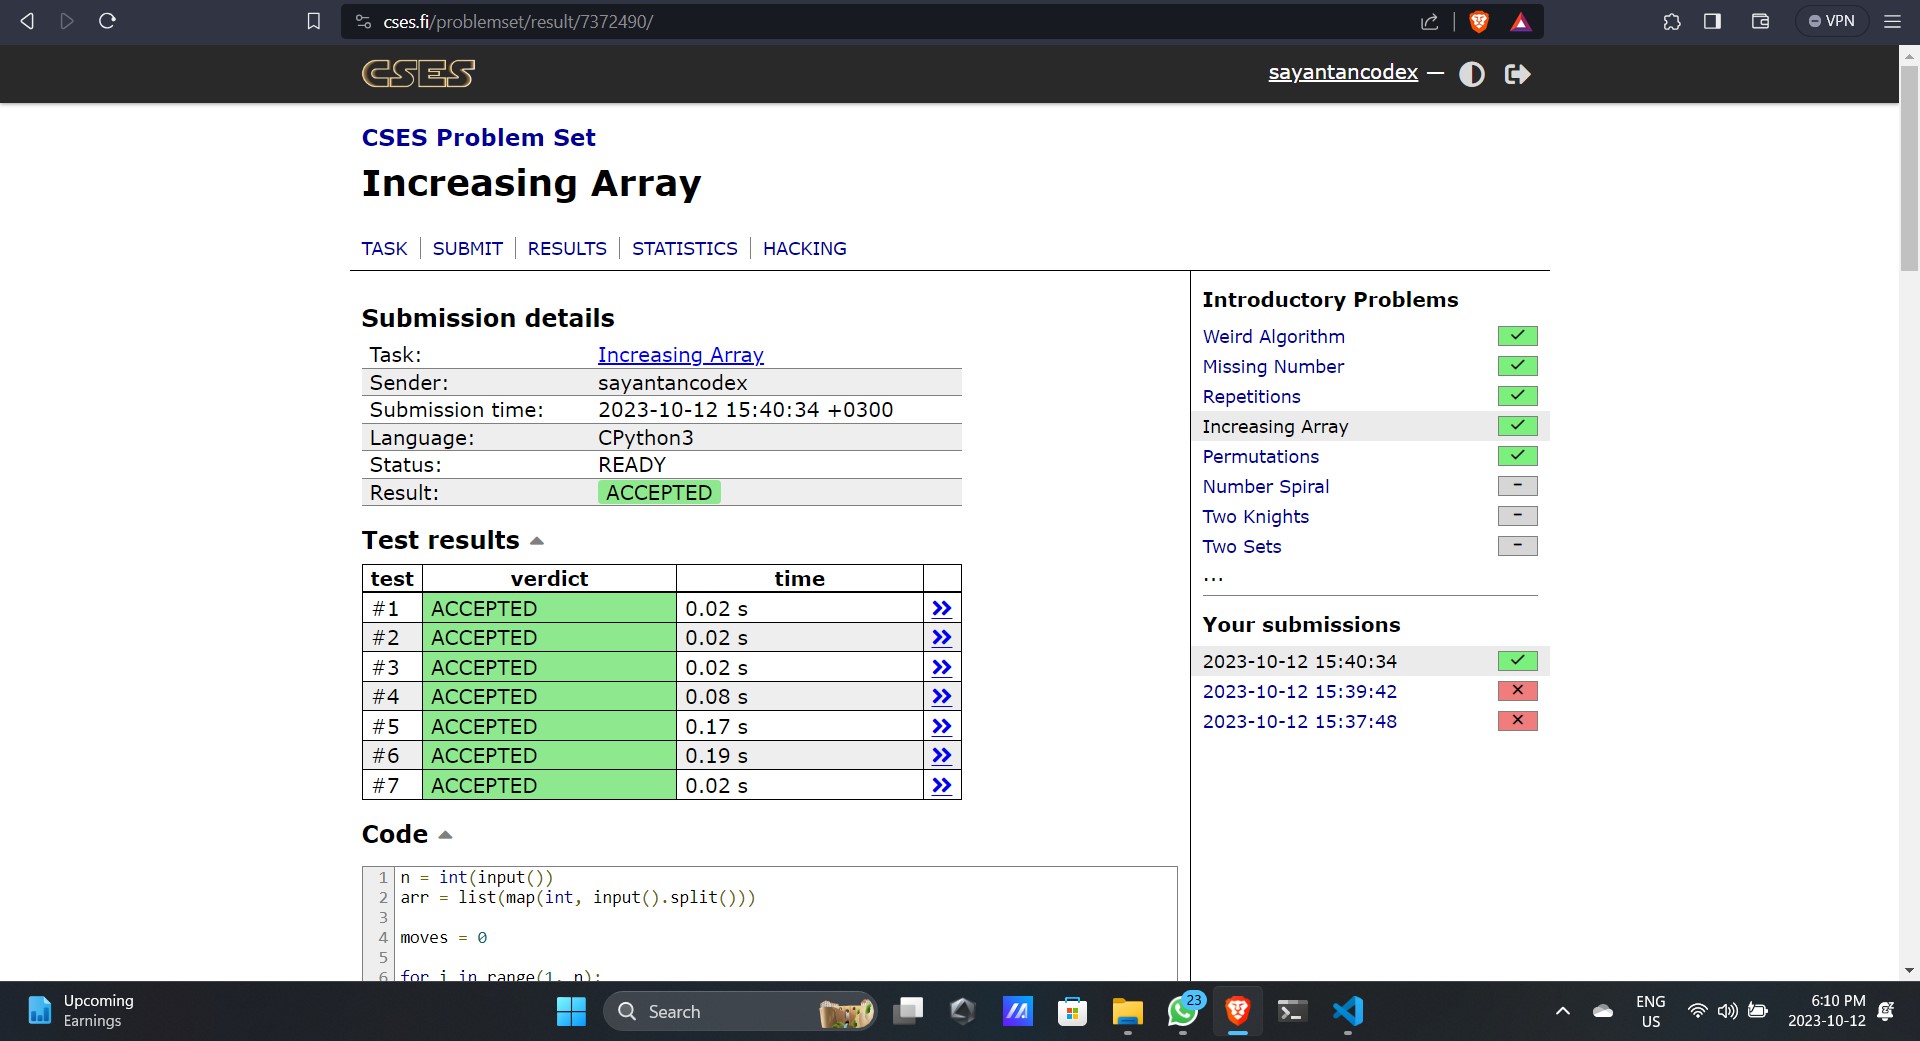 cses.fi/problemset/result/7372490/
VPN
CSES
sayantancodex —
CSES Problem Set
Increasing Array
TASK | SUBMIT | RESULTS | STATISTICS | HACKING
Submission details
Task: Increasing Array
Sender: sayantancodex
Submission time: 2023-10-12 15:40:34 +0300
Language: CPython3
Status: READY
Result: ACCEPTED
Test results
test verdict time
#1 ACCEPTED 0.02 s »
#2 ACCEPTED 0.02 s »
#3 ACCEPTED 0.02 s »
#4 ACCEPTED 0.08 s »
#5 ACCEPTED 0.17 s »
#6 ACCEPTED 0.19 s »
#7 ACCEPTED 0.02 s »
Code
1 n = int(input())
2 arr = list(map(int, input().split()))
3
4 moves = 0
5
6 for i in range(1, n):
Introductory Problems
Weird Algorithm
Missing Number
Repetitions
Increasing Array
Permutations
Number Spiral –
Two Knights –
Two Sets –
...
Your submissions
2023-10-12 15:40:34
2023-10-12 15:39:42
2023-10-12 15:37:48
Upcoming
Earnings
Search
23
ENG
US
6:10 PM
2023-10-12